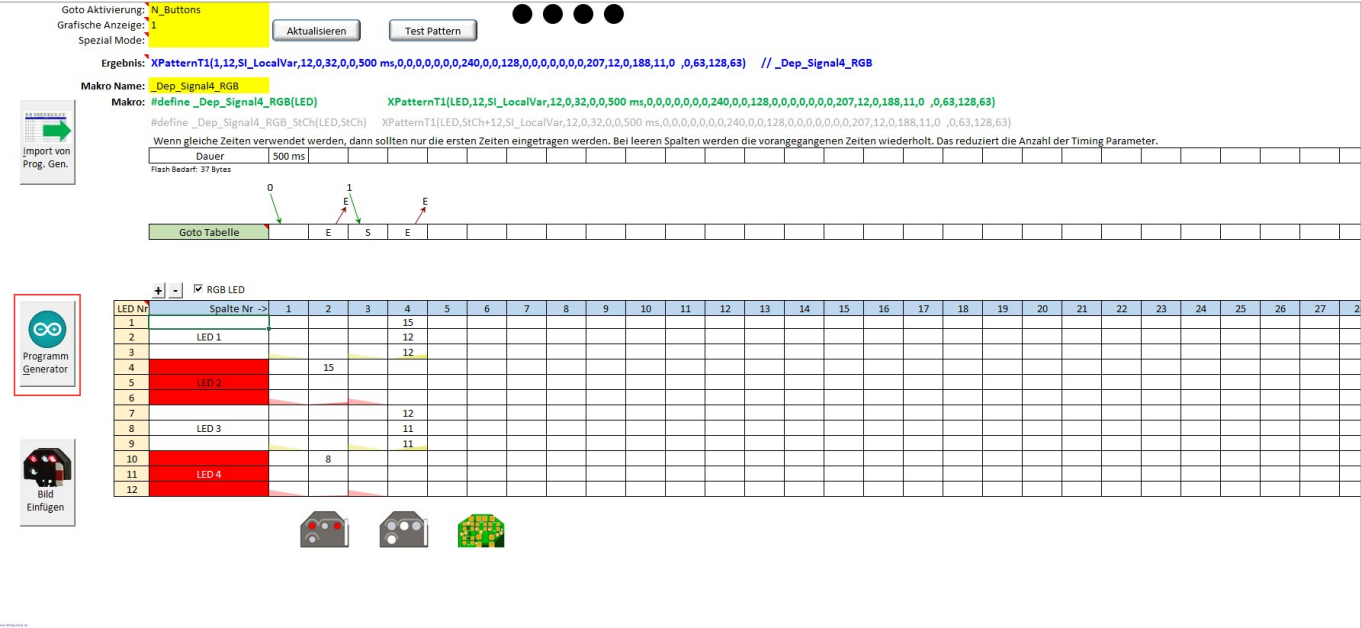 Goto Aktivierung: N_Buttons
Grafische Anzeige: 1
Spezial Mode:
Aktualisieren Test Pattern
Ergebnis: XPatternT1(1,12,SI_LocalVar,12,0,32,0,0,500 ms,0,0,0,0,0,0,0,240,0,0,128,0,0,0,0,0,0,207,12,0,188,11,0 ,0,63,128,63) // _Dep_Signal4_RGB
Makro Name: _Dep_Signal4_RGB
Makro: #define _Dep_Signal4_RGB(LED) XPatternT1(LED,12,SI_LocalVar,12,0,32,0,0,500 ms,0,0,0,0,0,0,0,240,0,0,128,0,0,0,0,0,0,207,12,0,188,11,0 ,0,63,128,63)
#define _Dep_Signal4_RGB_StCh(LED,StCh) XPatternT1(LED,StCh+12,SI_LocalVar,12,0,32,0,0,500 ms,0,0,0,0,0,0,0,240,0,0,128,0,0,0,0,0,0,207,12,0,188,11,0 ,0,63,128,63)
Import von
Prog. Gen.
Wenn gleiche Zeiten verwendet werden, dann sollten nur die ersten Zeiten eingetragen werden. Bei leeren Spalten werden die vorangegangenen Zeiten wiederholt. Das reduziert die Anzahl der Timing Parameter.
Dauer 500 ms
Flash Bedarf: 37 Bytes
0 1
E E
Goto Tabelle E S E
+ - RGB LED
LED Nr Spalte Nr -> 1 2 3 4 5 6 7 8 9 10 11 12 13 14 15 16 17 18 19 20 21 22 23 24 25 26 27
1 15
2 LED 1 12
3 12
4 15
5 LED 2
6
7 12
8 LED 3 11
9 11
10 8
11 LED 4
12
Programm
Generator
Bild
Einfügen